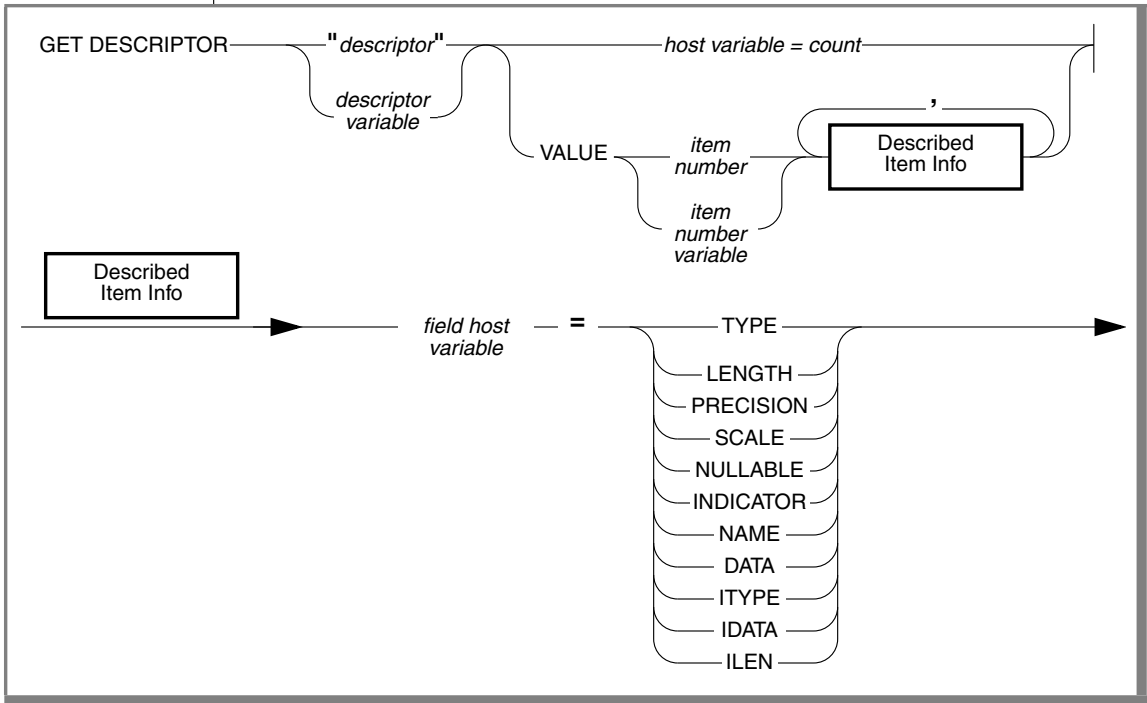 GET DESCRIPTOR
"descriptor"
descriptor
variable
host variable = count
VALUE
item
number
item
number
variable
,
Described
Item Info
Described
Item Info
field host
variable
=
TYPE
LENGTH
PRECISION
SCALE
NULLABLE
INDICATOR
NAME
DATA
ITYPE
IDATA
ILEN